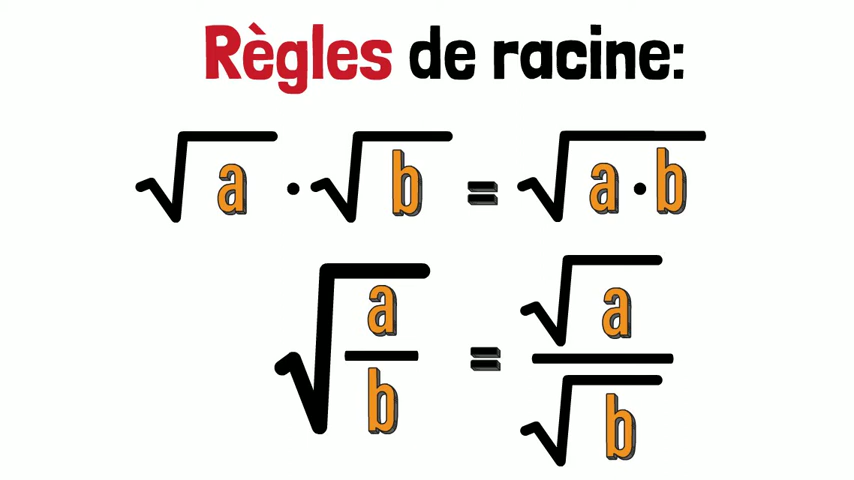 Règles de racine:
√a · √b = √a · b
√a/b = √a/√b